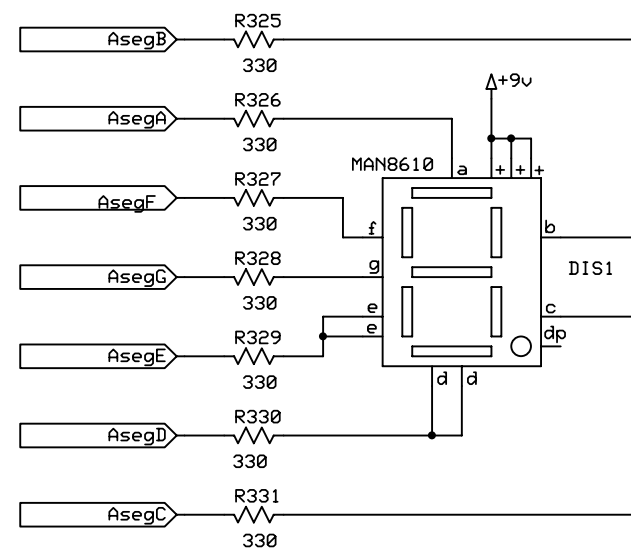 R325
AsegB
330
+9v
R326
AsegA
330
MAN8610
a + + +
R327
AsegF
330
f
b
R328
g
AsegG
DIS1
330
e
c
R329
e
dp
AsegE
330
d d
R330
AsegD
330
R331
AsegC
330